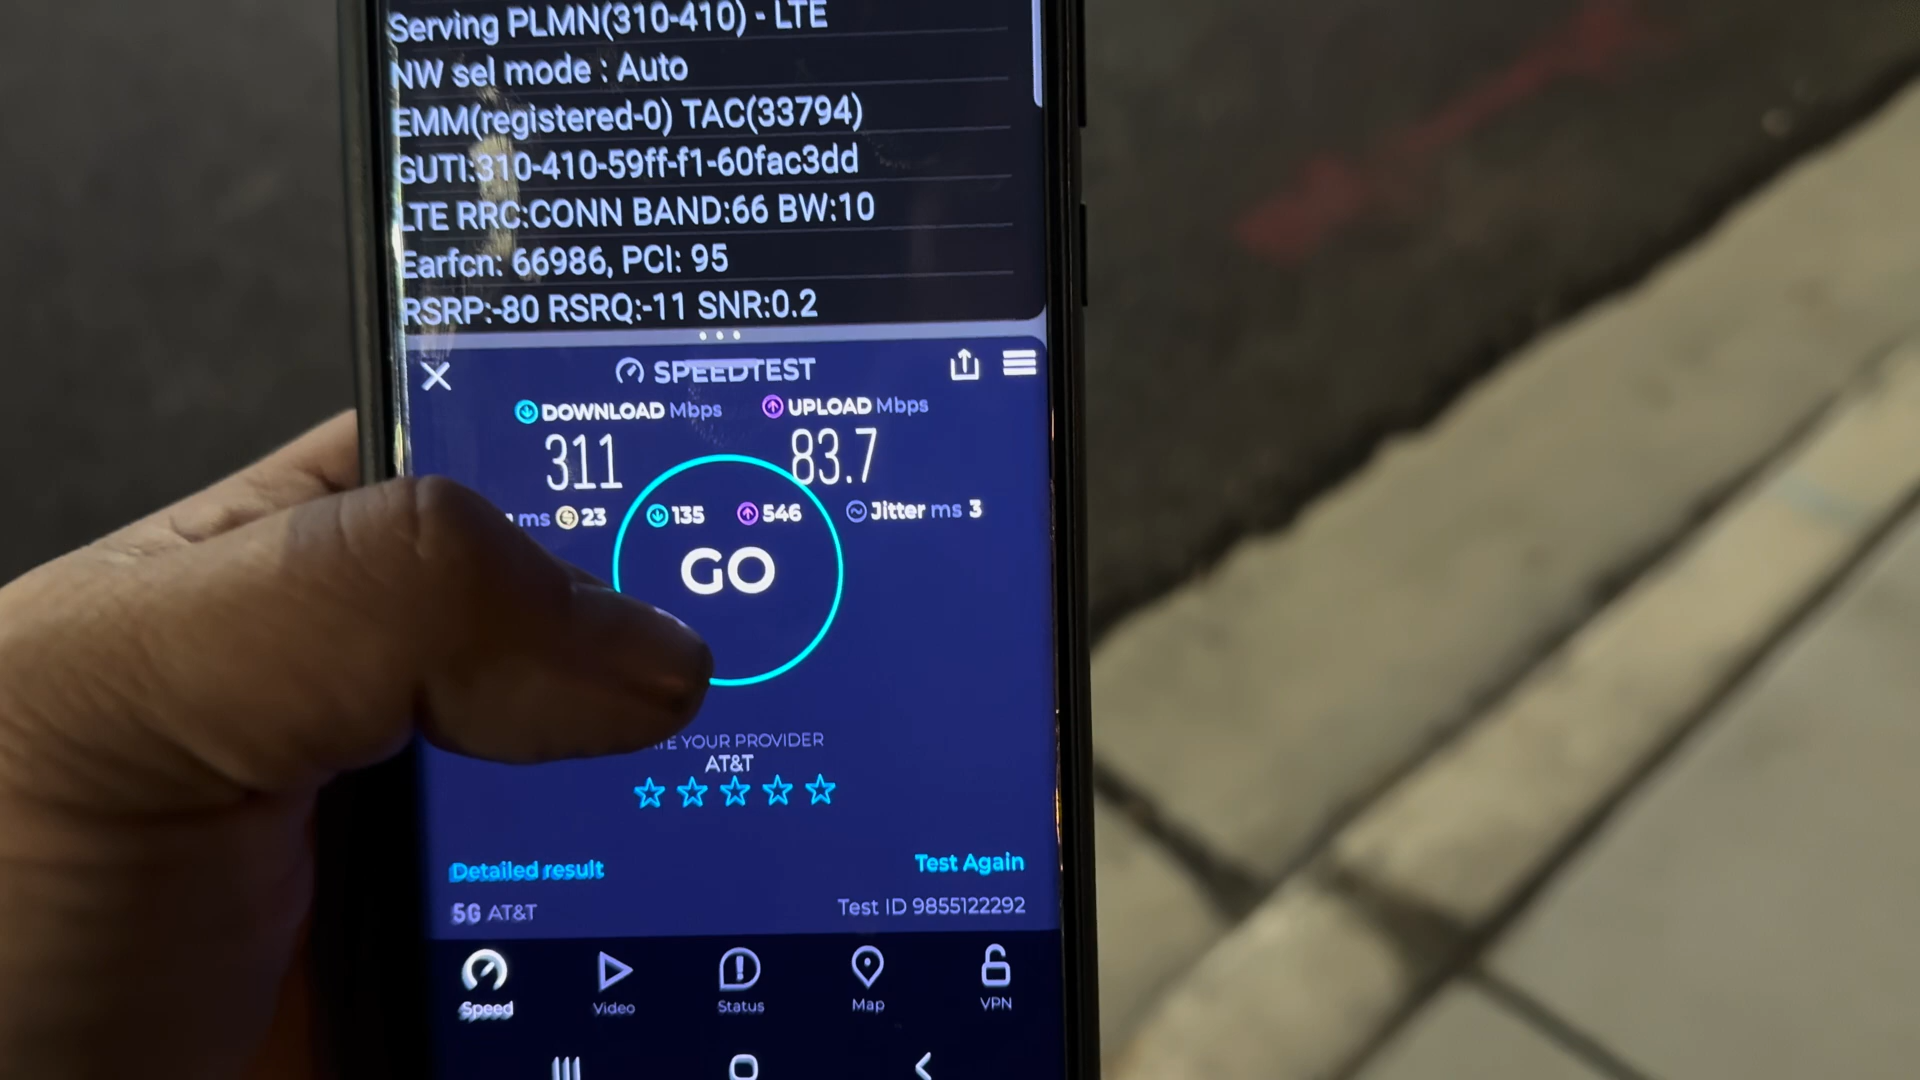 Serving PLMN(310-410) - LTE
NW sel mode : Auto
EMM(registered-0) TAC(33794)
GUTI:310-410-59ff-f1-60fac3dd
LTE RRC:CONN BAND:66 BW:10
Earfcn: 66986, PCI: 95
RSRP:-80 RSRQ:-11 SNR:0.2
SPEEDTEST
DOWNLOAD Mbps UPLOAD Mbps
311 83.7
ms 23 135 546 Jitter ms 3
GO
YOUR PROVIDER
AT&T
Detailed result Test Again
5G AT&T Test ID 9855122292
Speed Video Status Map VPN